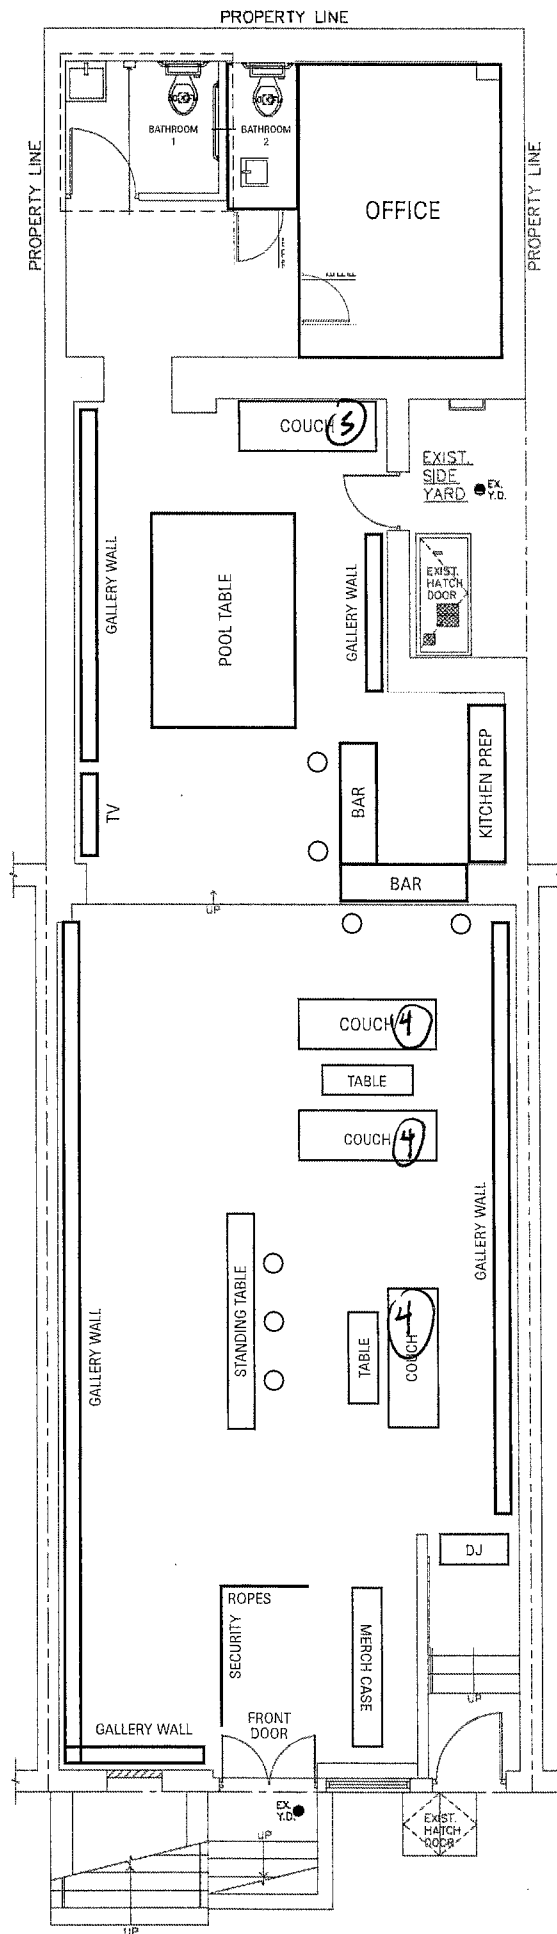 PROPERTY LINE
PROPERTY LINE
PROPERTY LINE
BATHROOM
1
BATHROOM
2
OFFICE
COUCH 5
EXIST.
SIDE
YARD
EX.
Y.D.
EXIST.
HATCH
DOOR
GALLERY WALL
POOL TABLE
GALLERY WALL
TV
BAR
KITCHEN PREP
BAR
UP
COUCH 4
TABLE
COUCH 4
GALLERY WALL
STANDING TABLE
TABLE
4
COUCH
GALLERY WALL
DJ
ROPES
SECURITY
MERCH CASE
UP
GALLERY WALL
FRONT
DOOR
EX.
Y.D.
EXIST.
HATCH
DOOR
UP
UP